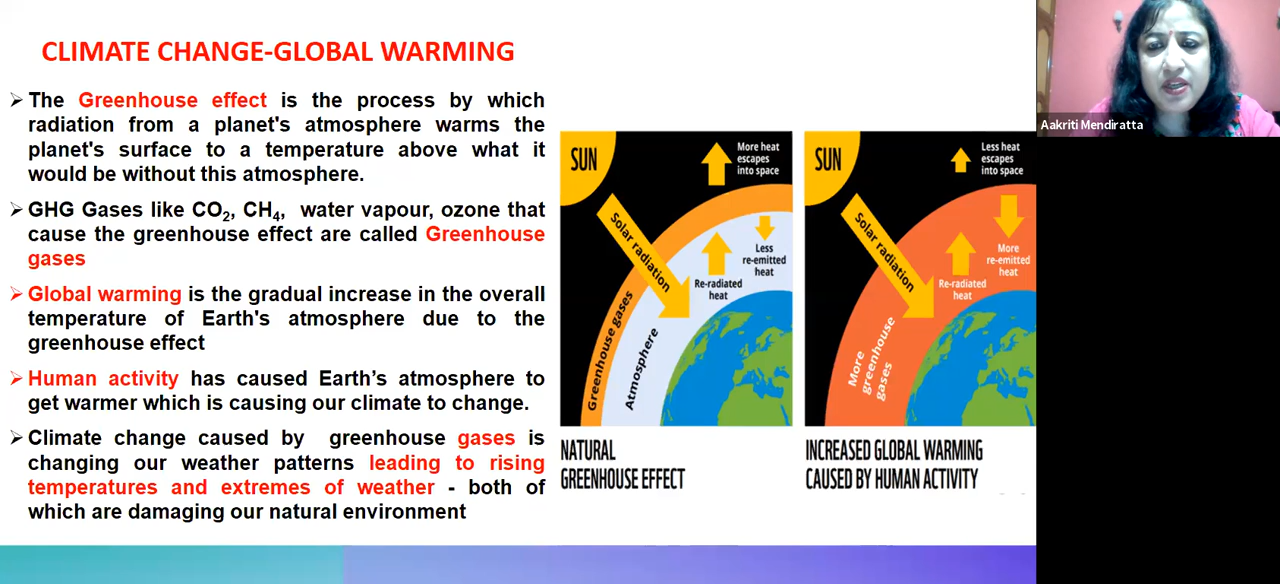 CLIMATE CHANGE-GLOBAL WARMING
➢ The Greenhouse effect is the process by which
radiation from a planet's atmosphere warms the
planet's surface to a temperature above what it
would be without this atmosphere.
➢ GHG Gases like CO₂, CH₄, water vapour, ozone that
cause the greenhouse effect are called Greenhouse
gases
➢ Global warming is the gradual increase in the overall
temperature of Earth's atmosphere due to the
greenhouse effect
➢ Human activity has caused Earth’s atmosphere to
get warmer which is causing our climate to change.
➢ Climate change caused by greenhouse gases is
changing our weather patterns leading to rising
temperatures and extremes of weather - both of
which are damaging our natural environment
SUN
More heat
escapes
into space
Solar radiation
Less
re-emitted
heat
Re-radiated
heat
Greenhouse gases
Atmosphere
NATURAL
GREENHOUSE EFFECT
SUN
Less heat
escapes
into space
Solar radiation
More
re-emitted
heat
Re-radiated
heat
More
greenhouse
gases
INCREASED GLOBAL WARMING
CAUSED BY HUMAN ACTIVITY
Aakriti Mendiratta